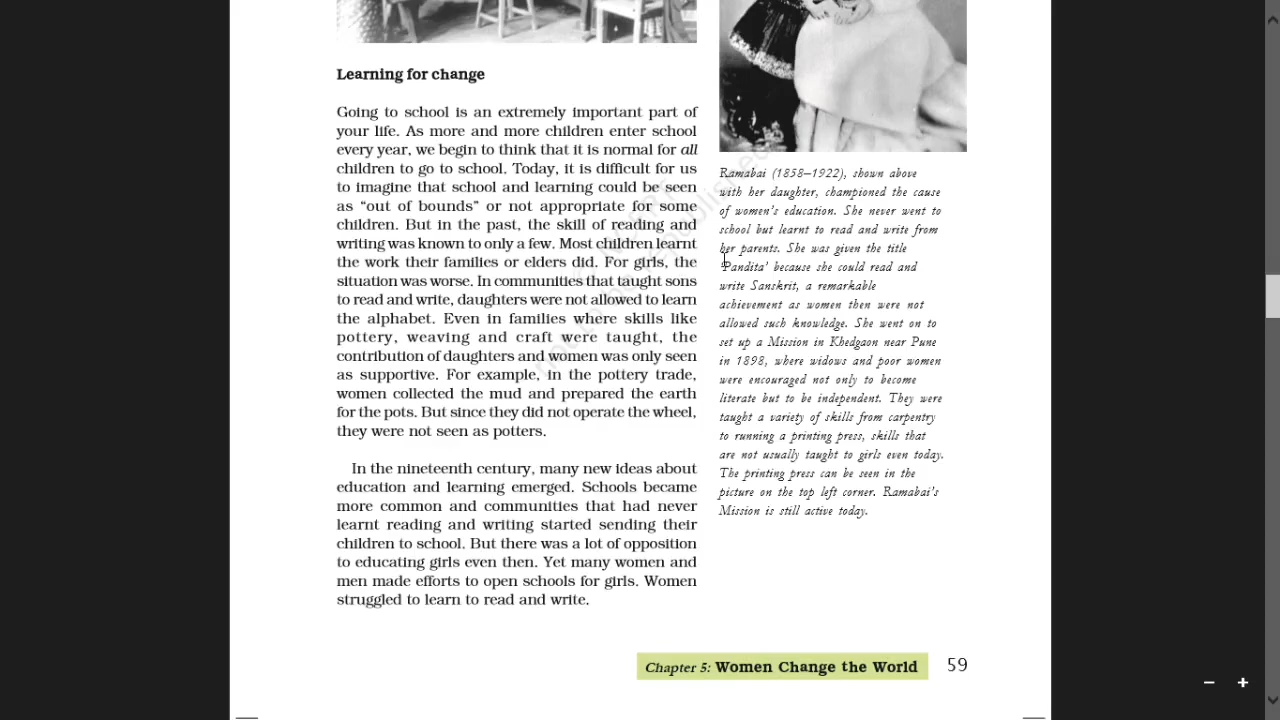 Learning for change
Going to school is an extremely important part of
your life. As more and more children enter school
every year, we begin to think that it is normal for all
children to go to school. Today, it is difficult for us
to imagine that school and learning could be seen
as “out of bounds” or not appropriate for some
children. But in the past, the skill of reading and
writing was known to only a few. Most children learnt
the work their families or elders did. For girls, the
situation was worse. In communities that taught sons
to read and write, daughters were not allowed to learn
the alphabet. Even in families where skills like
pottery, weaving and craft were taught, the
contribution of daughters and women was only seen
as supportive. For example, in the pottery trade,
women collected the mud and prepared the earth
for the pots. But since they did not operate the wheel,
they were not seen as potters.
In the nineteenth century, many new ideas about
education and learning emerged. Schools became
more common and communities that had never
learnt reading and writing started sending their
children to school. But there was a lot of opposition
to educating girls even then. Yet many women and
men made efforts to open schools for girls. Women
struggled to learn to read and write.
Ramabai (1858–1922), shown above
with her daughter, championed the cause
of women’s education. She never went to
school but learnt to read and write from
her parents. She was given the title
‘Pandita’ because she could read and
write Sanskrit, a remarkable
achievement as women then were not
allowed such knowledge. She went on to
set up a Mission in Khedgaon near Pune
in 1898, where widows and poor women
were encouraged not only to become
literate but to be independent. They were
taught a variety of skills from carpentry
to running a printing press, skills that
are not usually taught to girls even today.
The printing press can be seen in the
picture on the top left corner. Ramabai’s
Mission is still active today.
Chapter 5: Women Change the World
59